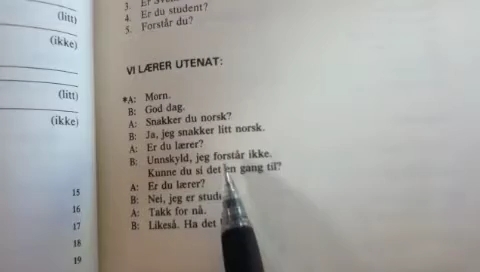 (litt)
(ikke)
(litt)
(ikke)
15
16
17
18
19
3. Er
4. Er du student?
5. Forstår du?
VI LÆRER UTENAT:
*A: Morn.
B: God dag.
A: Snakker du norsk?
B: Ja, jeg snakker litt norsk.
A: Er du lærer?
B: Unnskyld, jeg forstår ikke.
Kunne du si det en gang til?
A: Er du lærer?
B: Nei, jeg er
A: Takk for nå.
B: Likeså. Ha det